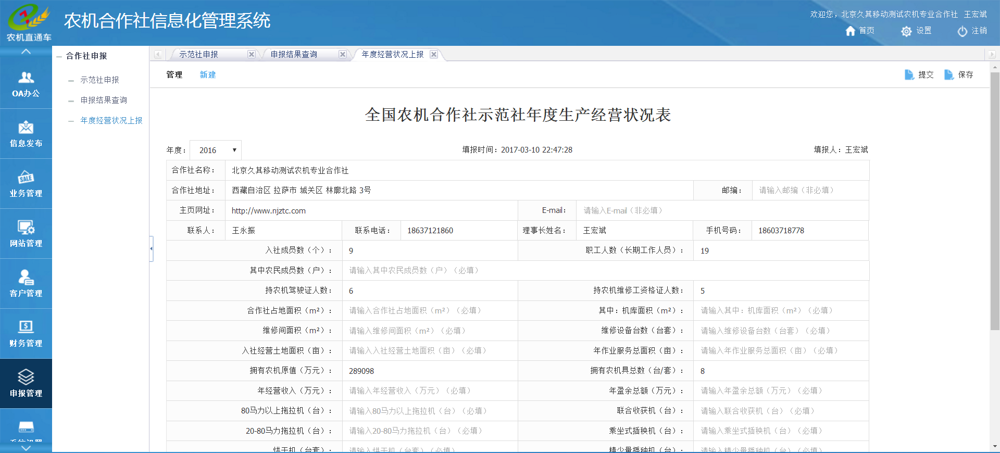 农机直通车
农机合作社信息化管理系统
欢迎您，北京久其移动测试农机专业合作社 王宏斌
首页 设置 注销
OA办公
信息发布
SALE
业务管理
网站管理
客户管理
财务管理
申报管理
系统设置
合作社申报
示范社申报
申报结果查询
年度经营状况上报
示范社申报 申报结果查询 年度经营状况上报
管理 新建 提交 保存
全国农机合作社示范社年度生产经营状况表
年度： 2016 填报时间：2017-03-10 22:47:28 填报人：王宏斌
合作社名称： 北京久其移动测试农机专业合作社
合作社地址： 西藏自治区 拉萨市 城关区 林廓北路 3号 邮编： 请输入邮编（非必填）
主页网址： http://www.njztc.com E-mail： 请输入E-mail（非必填）
联系人： 王永振 联系电话： 18637121860 理事长姓名： 王宏斌 手机号码： 18603718778
入社成员数（个）： 9 职工人数（长期工作人员）： 19
其中农民成员数（户）： 请输入其中农民成员数（户）（必填）
持农机驾驶证人数： 6 持农机维修工资格证人数： 5
合作社占地面积（m²）： 请输入合作社占地面积（m²）（必填） 其中：机库面积（m²）： 请输入其中：机库面积（m²）（必填）
维修间面积（m²）： 请输入维修间面积（m²）（必填） 维修设备台数（台套）： 请输入维修设备台数（台套）（必填）
入社经营土地面积（亩）： 请输入入社经营土地面积（亩）（必填） 年作业服务总面积（亩）： 请输入年作业服务总面积（亩）（必填）
拥有农机原值（万元）： 289098 拥有农机具总数（台/套）： 8
年经营收入（万元）： 请输入年经营收入（万元）（必填） 年盈余总额（万元）： 请输入年盈余总额（万元）（必填）
80马力以上拖拉机（台）： 请输入80马力以上拖拉机（台）（必填） 联合收获机（台）： 请输入联合收获机（台）（必填）
20-80马力拖拉机（台）： 请输入20-80马力拖拉机（台）（必填） 乘坐式插秧机（台）： 请输入乘坐式插秧机（台）（必填）
烘干机（台套）： 请输入烘干机（台套）（必填） 精少量播种机（台）： 请输入精少量播种机（台）（必填）